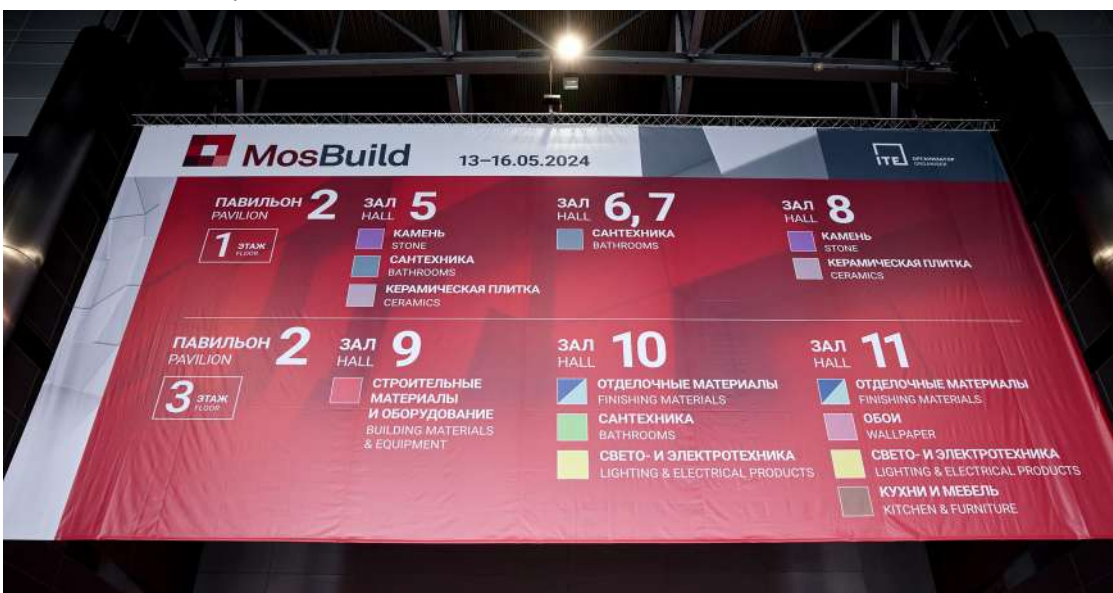 MosBuild 13–16.05.2024 ITE ОРГАНИЗАТОР ORGANISER
ПАВИЛЬОН 2
PAVILION
1 ЭТАЖ
FLOOR
ЗАЛ 5
HALL
КАМЕНЬ
STONE
САНТЕХНИКА
BATHROOMS
КЕРАМИЧЕСКАЯ ПЛИТКА
CERAMICS
ЗАЛ 6, 7
HALL
САНТЕХНИКА
BATHROOMS
ЗАЛ 8
HALL
КАМЕНЬ
STONE
КЕРАМИЧЕСКАЯ ПЛИТКА
CERAMICS
ПАВИЛЬОН 2
PAVILION
3 ЭТАЖ
FLOOR
ЗАЛ 9
HALL
СТРОИТЕЛЬНЫЕ
МАТЕРИАЛЫ
И ОБОРУДОВАНИЕ
BUILDING MATERIALS
& EQUIPMENT
ЗАЛ 10
HALL
ОТДЕЛОЧНЫЕ МАТЕРИАЛЫ
FINISHING MATERIALS
САНТЕХНИКА
BATHROOMS
СВЕТО- И ЭЛЕКТРОТЕХНИКА
LIGHTING & ELECTRICAL PRODUCTS
ЗАЛ 11
HALL
ОТДЕЛОЧНЫЕ МАТЕРИАЛЫ
FINISHING MATERIALS
ОБОИ
WALLPAPER
СВЕТО- И ЭЛЕКТРОТЕХНИКА
LIGHTING & ELECTRICAL PRODUCTS
КУХНИ И МЕБЕЛЬ
KITCHEN & FURNITURE